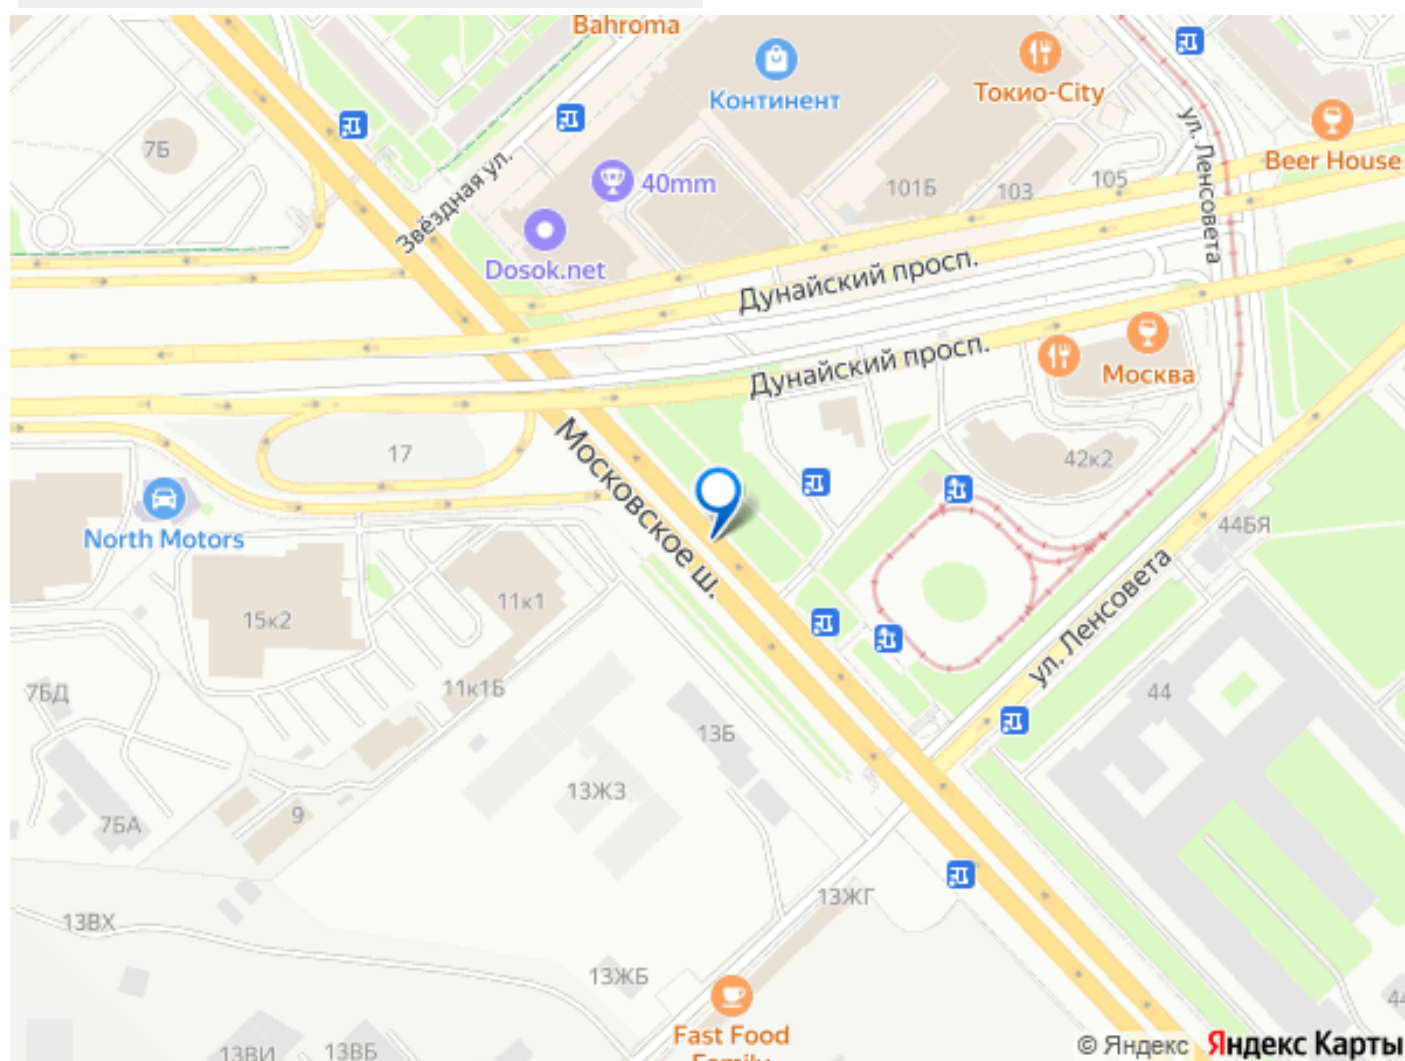 Bahroma
Континент
Токио-City
ул. Ленсовета
Beer House
7Б
Звёздная ул.
40mm
101Б
103
105
Dosok.net
Дунайский просп.
Дунайский просп.
Москва
17
Московское ш.
42к2
North Motors
44БЯ
11к1
15к2
ул. Ленсовета
7БД
11к1Б
44
13Б
13ЖЗ
9
7БА
13ЖГ
13ВХ
13ЖБ
Fast Food
Family
13ВИ
13ВБ
44
© Яндекс Яндекс Карты